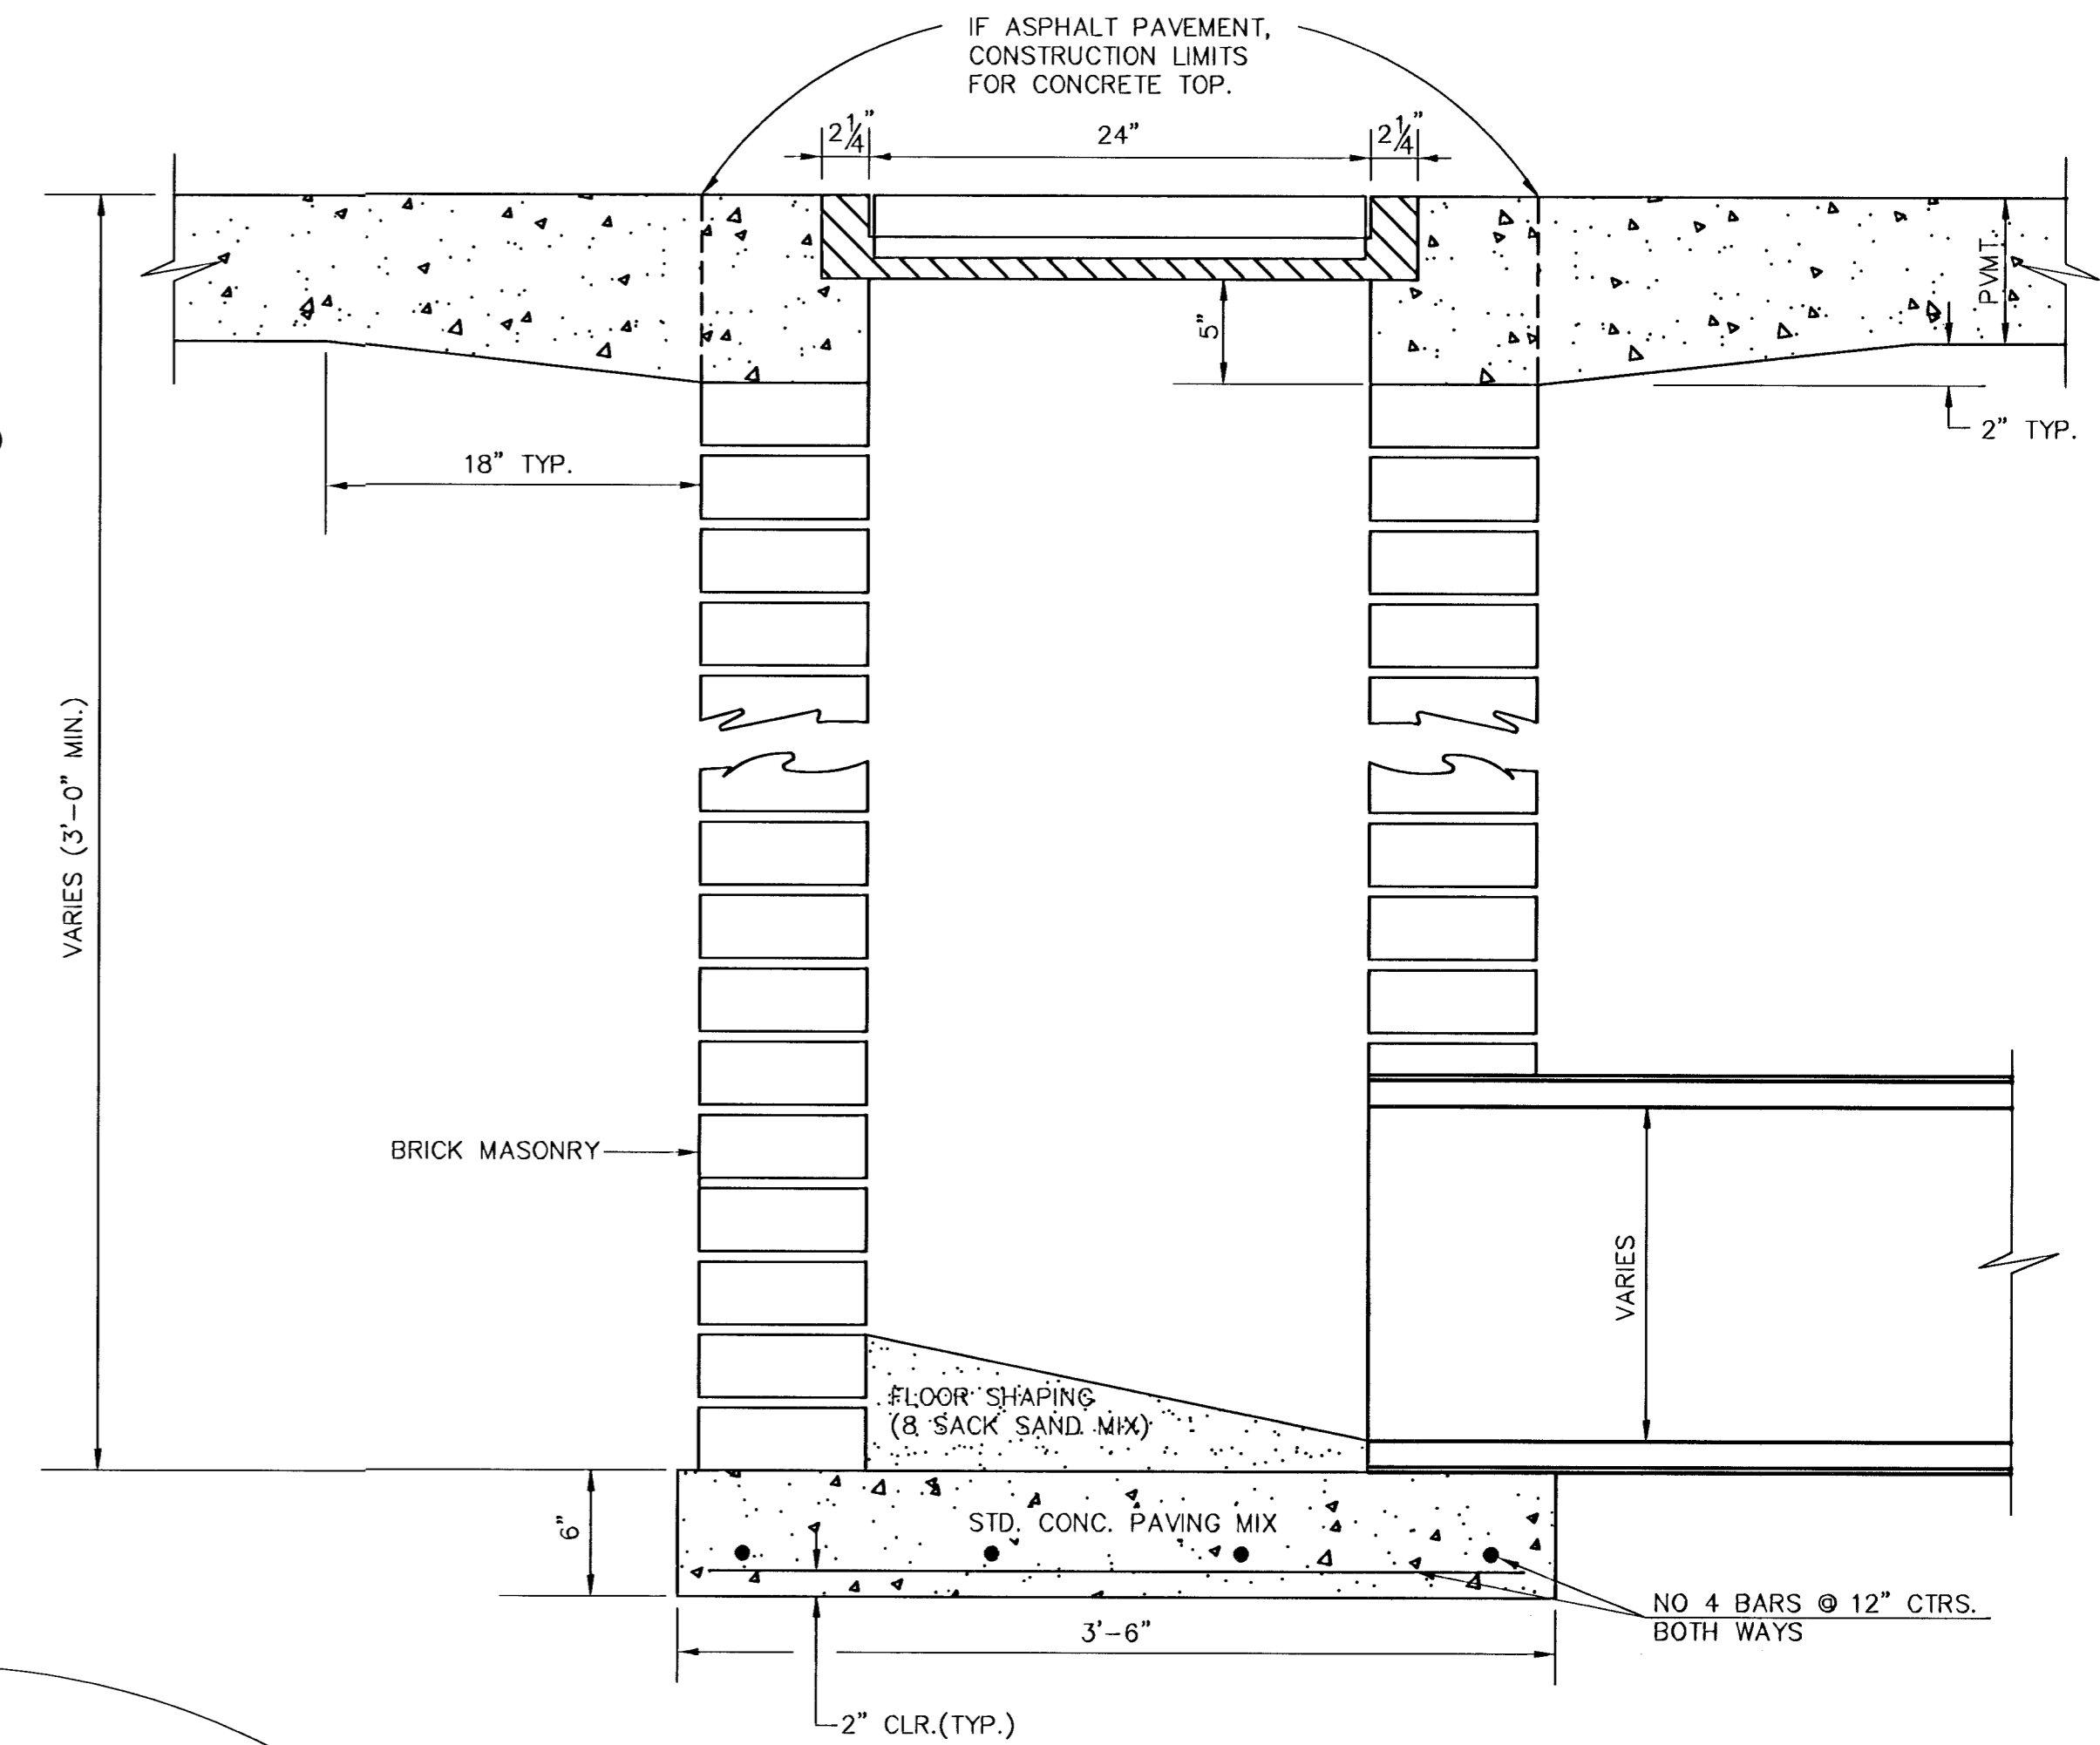 IF ASPHALT PAVEMENT,
CONSTRUCTION LIMITS
FOR CONCRETE TOP.
2¼"
24"
2¼"
PVMT.
5"
2" TYP.
18" TYP.
VARIES (3'-0" MIN.)
BRICK MASONRY
VARIES
FLOOR SHAPING
(8 SACK SAND MIX)
6"
STD. CONC. PAVING MIX
NO 4 BARS @ 12" CTRS.
BOTH WAYS
3'-6"
2" CLR.(TYP.)